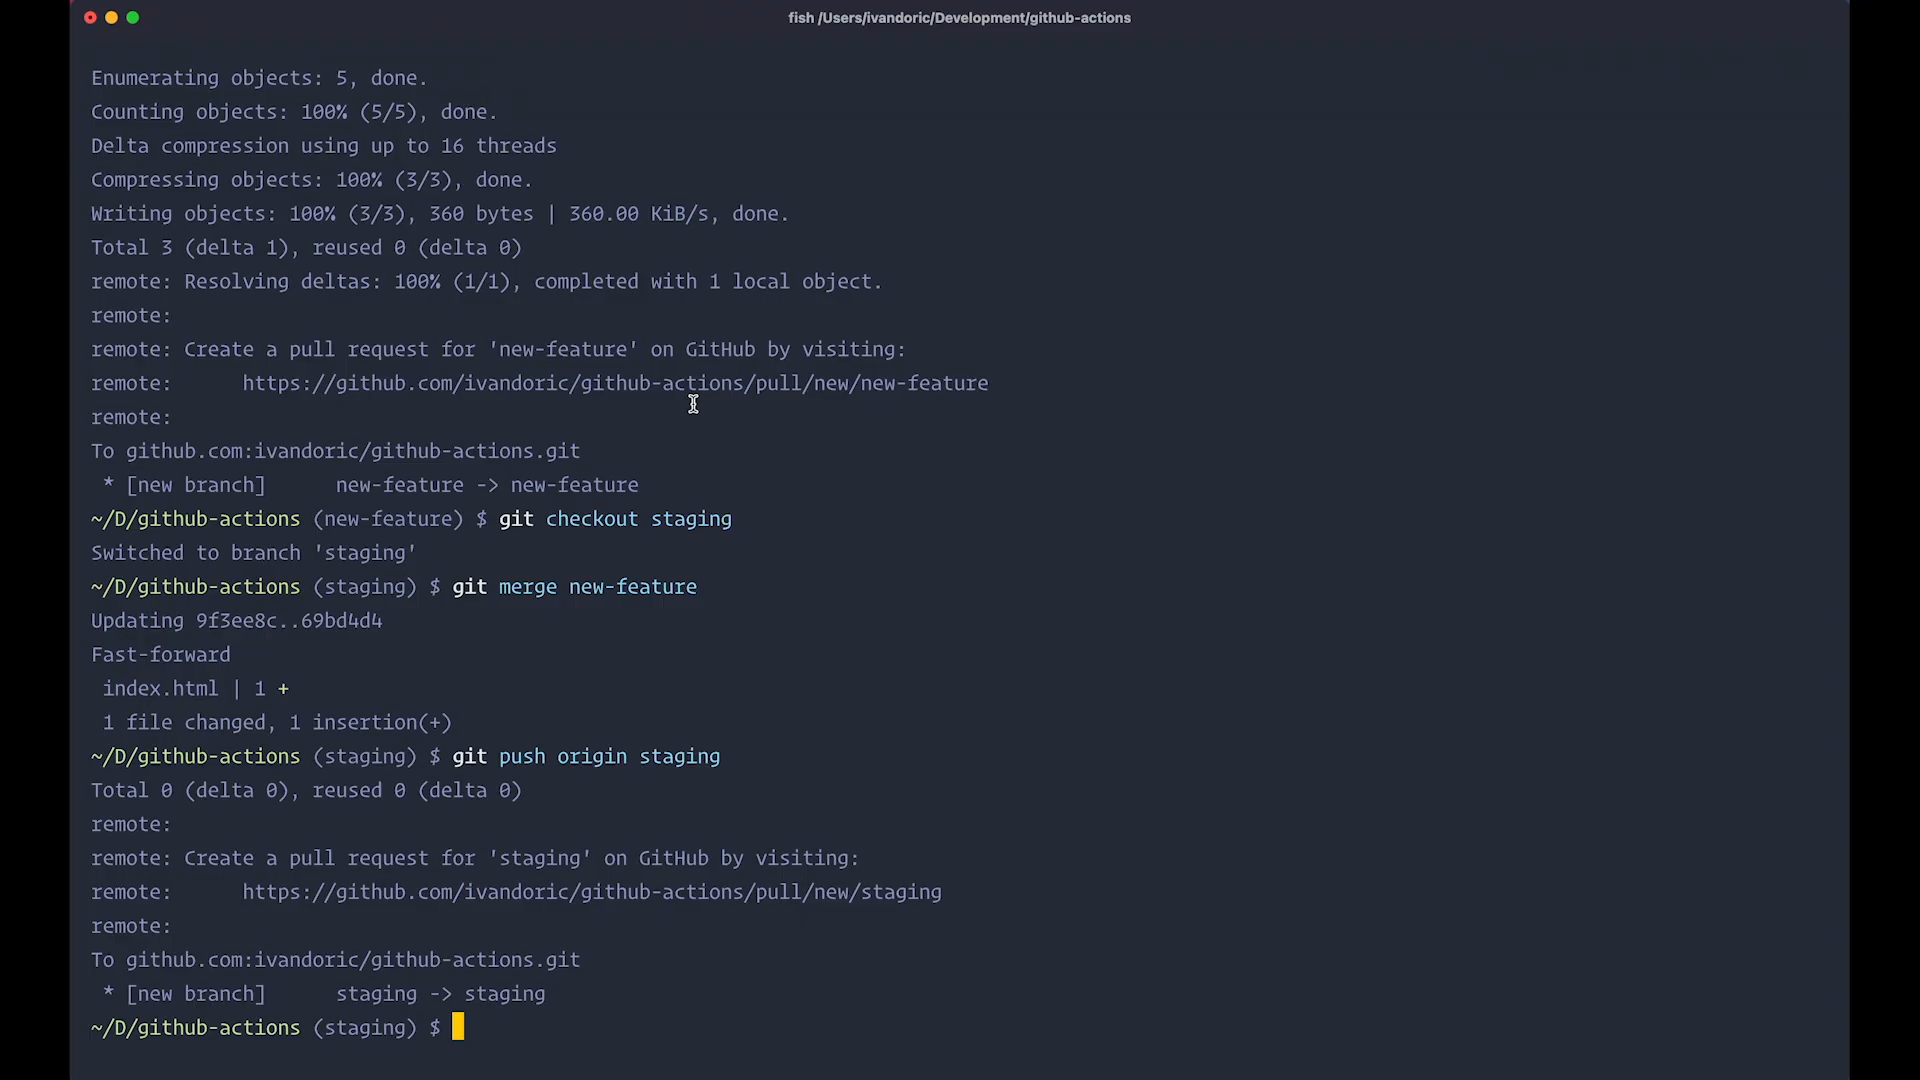 fish /Users/ivandoric/Development/github-actions
Enumerating objects: 5, done.
Counting objects: 100% (5/5), done.
Delta compression using up to 16 threads
Compressing objects: 100% (3/3), done.
Writing objects: 100% (3/3), 360 bytes | 360.00 KiB/s, done.
Total 3 (delta 1), reused 0 (delta 0)
remote: Resolving deltas: 100% (1/1), completed with 1 local object.
remote:
remote: Create a pull request for 'new-feature' on GitHub by visiting:
remote:      https://github.com/ivandoric/github-actions/pull/new/new-feature
remote:
To github.com:ivandoric/github-actions.git
 * [new branch]      new-feature -> new-feature
~/D/github-actions (new-feature) $ git checkout staging
Switched to branch 'staging'
~/D/github-actions (staging) $ git merge new-feature
Updating 9f3ee8c..69bd4d4
Fast-forward
 index.html | 1 +
 1 file changed, 1 insertion(+)
~/D/github-actions (staging) $ git push origin staging
Total 0 (delta 0), reused 0 (delta 0)
remote:
remote: Create a pull request for 'staging' on GitHub by visiting:
remote:      https://github.com/ivandoric/github-actions/pull/new/staging
remote:
To github.com:ivandoric/github-actions.git
 * [new branch]      staging -> staging
~/D/github-actions (staging) $